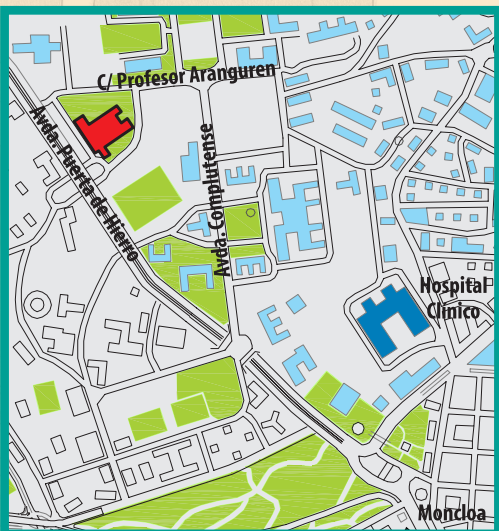 C/ Profesor Aranguren
Avda. Puerta de Hierro
Avda. Complutense
Hospital
Clínico
Moncloa